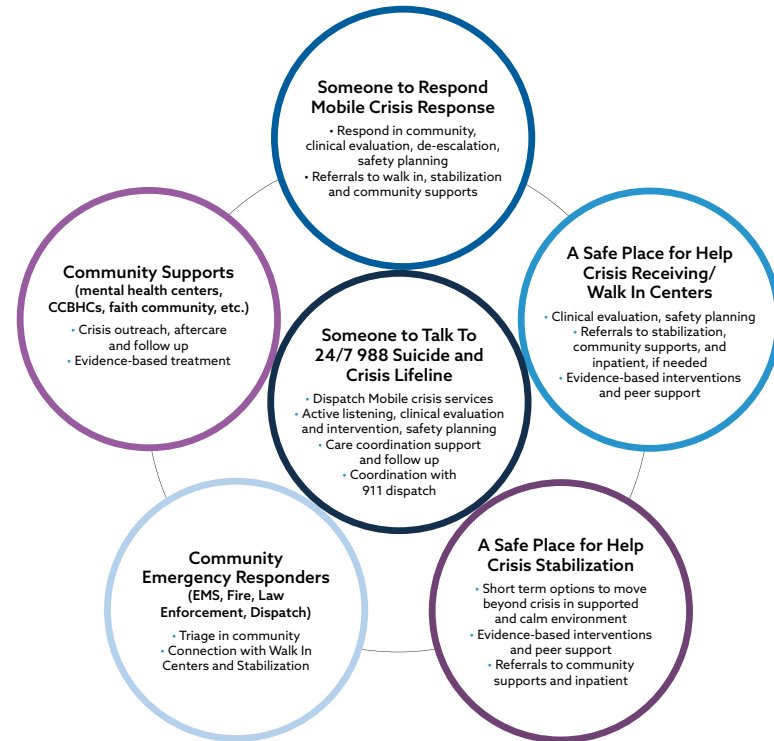 Someone to Respond
Mobile Crisis Response
• Respond in community,
clinical evaluation, de-escalation,
safety planning
• Referrals to walk in, stabilization
and community supports
A Safe Place for Help
Crisis Receiving/
Walk In Centers
• Clinical evaluation, safety planning
• Referrals to stabilization,
community supports, and
inpatient, if needed
• Evidence-based interventions
and peer support
Community Supports
(mental health centers,
CCBHCs, faith community, etc.)
• Crisis outreach, aftercare
and follow up
• Evidence-based treatment
Someone to Talk To
24/7 988 Suicide and
Crisis Lifeline
• Dispatch Mobile crisis services
• Active listening, clinical evaluation
and intervention, safety planning
• Care coordination support
and follow up
• Coordination with
911 dispatch
Community
Emergency Responders
(EMS, Fire, Law
Enforcement, Dispatch)
• Triage in community
• Connection with Walk In
Centers and Stabilization
A Safe Place for Help
Crisis Stabilization
• Short term options to move
beyond crisis in supported
and calm environment
• Evidence-based interventions
and peer support
• Referrals to community
supports and inpatient